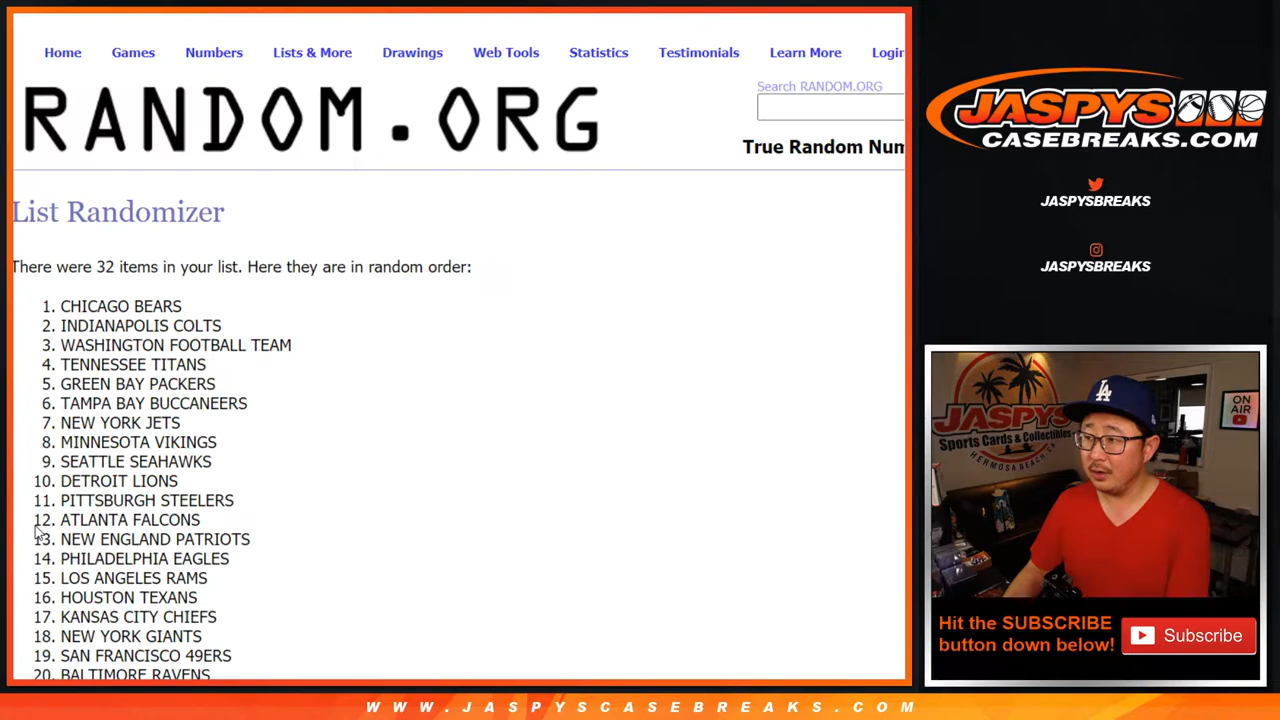 Home Games Numbers Lists & More Drawings Web Tools Statistics Testimonials Learn More Login
Search RANDOM.ORG
RANDOM.ORG
True Random Num
List Randomizer
There were 32 items in your list. Here they are in random order:
1. CHICAGO BEARS
2. INDIANAPOLIS COLTS
3. WASHINGTON FOOTBALL TEAM
4. TENNESSEE TITANS
5. GREEN BAY PACKERS
6. TAMPA BAY BUCCANEERS
7. NEW YORK JETS
8. MINNESOTA VIKINGS
9. SEATTLE SEAHAWKS
10. DETROIT LIONS
11. PITTSBURGH STEELERS
12. ATLANTA FALCONS
13. NEW ENGLAND PATRIOTS
14. PHILADELPHIA EAGLES
15. LOS ANGELES RAMS
16. HOUSTON TEXANS
17. KANSAS CITY CHIEFS
18. NEW YORK GIANTS
19. SAN FRANCISCO 49ERS
20. BALTIMORE RAVENS
JASPYS
CASEBREAKS.COM
JASPYSBREAKS
JASPYSBREAKS
JASPYS
Sports Cards & Collectibles
HERMOSA BEACH, CA
LA
ON
AIR
Hit the SUBSCRIBE
button down below!
Subscribe
WWW.JASPYSCASEBREAKS.COM